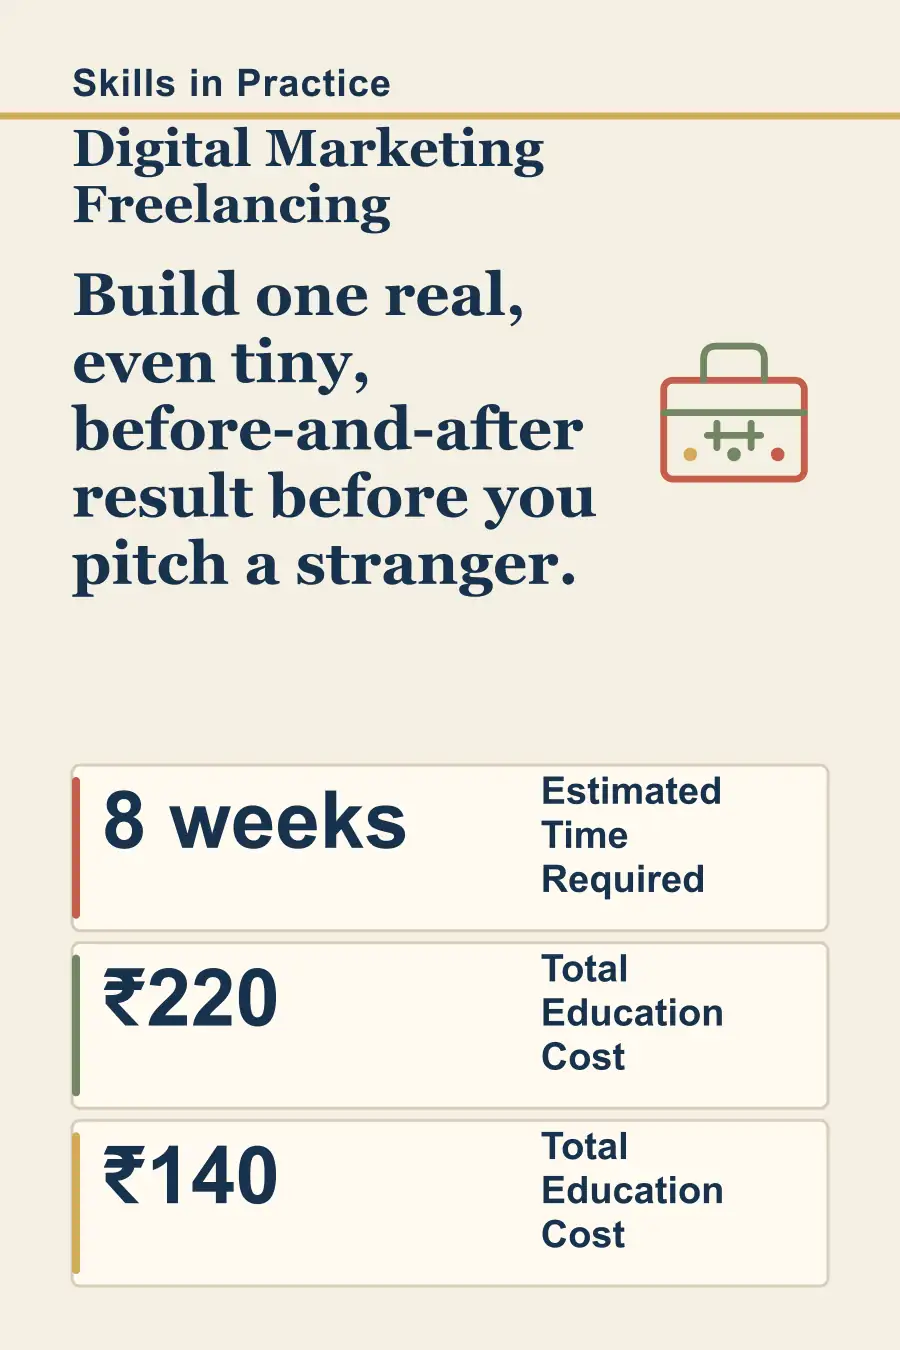 Skills in Practice
Digital Marketing
Freelancing
Build one real,
even tiny,
before-and-after
result before you
pitch a stranger.
8 weeks
Estimated
Time
Required
₹220
Total
Education
Cost
₹140
Total
Education
Cost